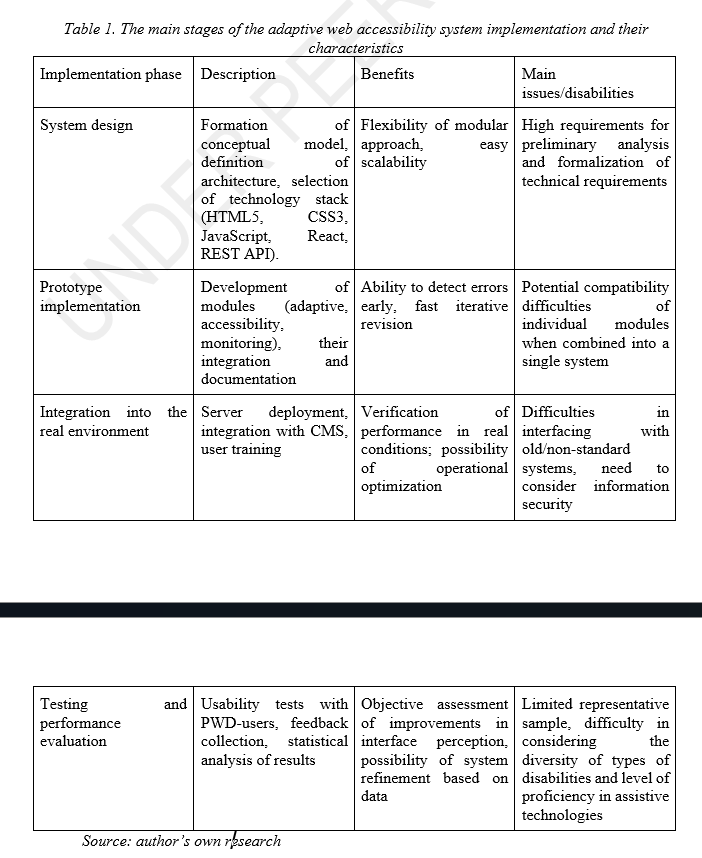 Table 1. The main stages of the adaptive web accessibility system implementation and their
characteristics
Implementation phase
Description
Benefits
Main
issues/disabilities
System design
Formation of
conceptual model,
definition of
architecture, selection
of technology stack
(HTML5, CSS3,
JavaScript, React,
REST API).
Flexibility of modular
approach, easy
scalability
High requirements for
preliminary analysis
and formalization of
technical requirements
Prototype
implementation
Development of
modules (adaptive,
accessibility,
monitoring), their
integration and
documentation
Ability to detect errors
early, fast iterative
revision
Potential compatibility
difficulties of
individual modules
when combined into a
single system
Integration into the
real environment
Server deployment,
integration with CMS,
user training
Verification of
performance in real
conditions; possibility
of operational
optimization
Difficulties in
interfacing with
old/non-standard
systems, need to
consider information
security
Testing and
performance
evaluation
Usability tests with
PWD-users, feedback
collection, statistical
analysis of results
Objective assessment
of improvements in
interface perception,
possibility of system
refinement based on
data
Limited representative
sample, difficulty in
considering the
diversity of types of
disabilities and level of
proficiency in assistive
technologies
Source: author's own research
UNDER PEER